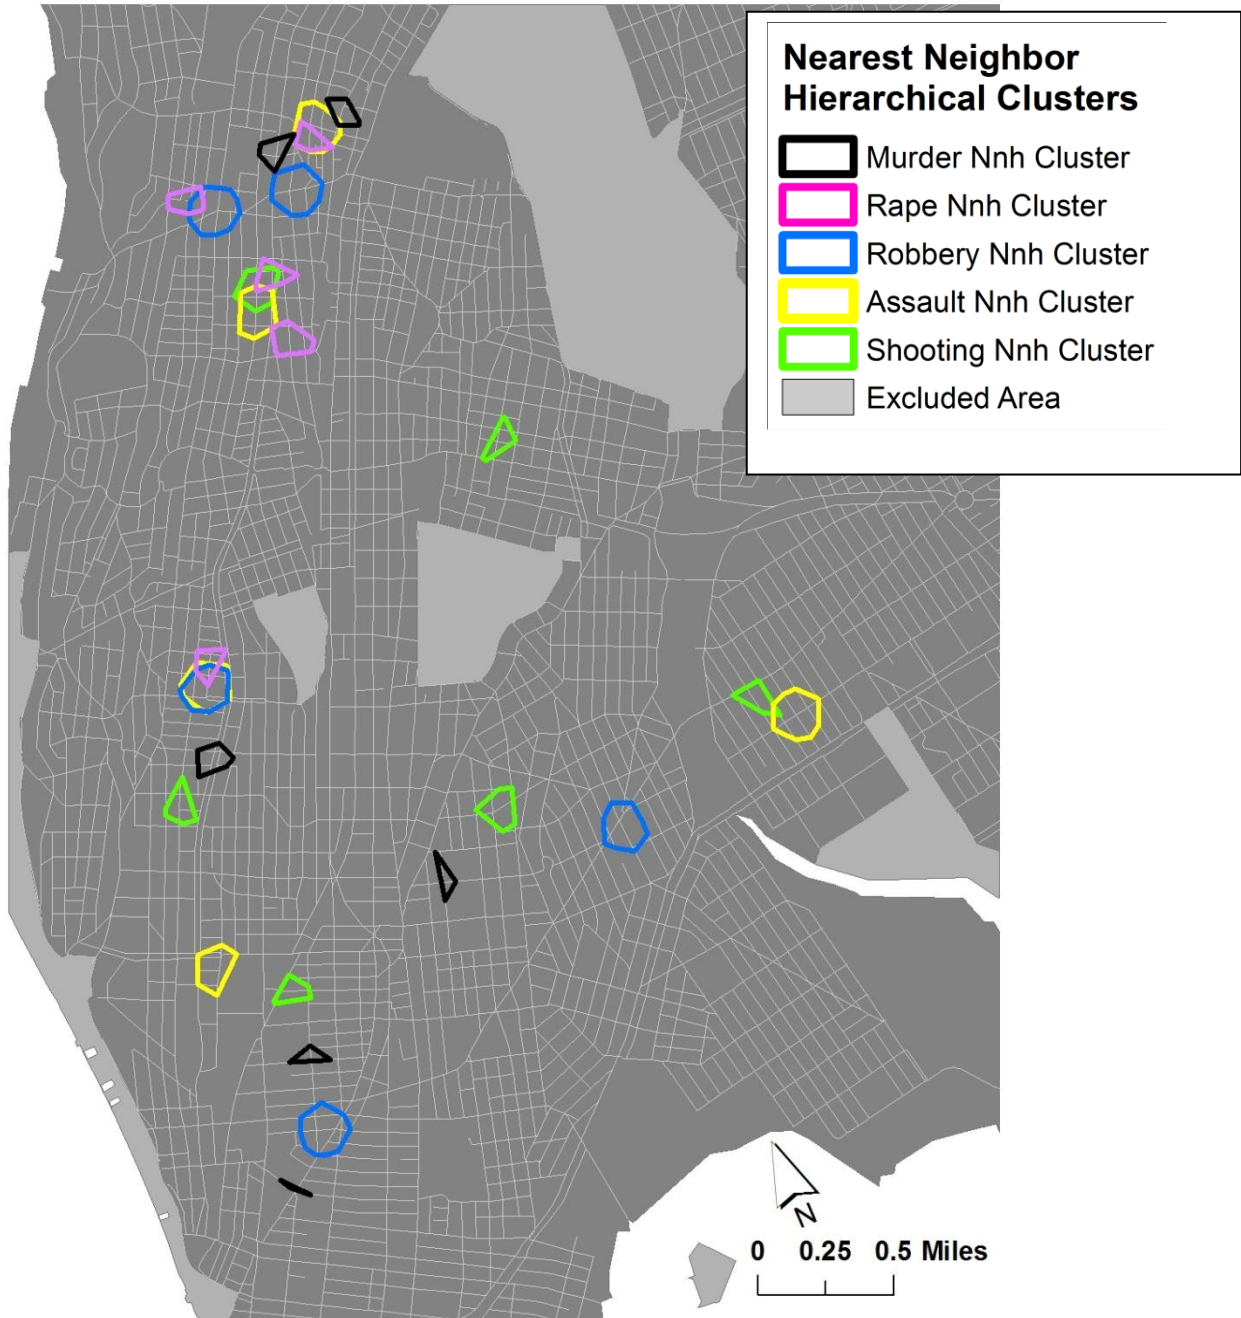 Nearest Neighbor
Hierarchical Clusters
Murder Nnh Cluster
Rape Nnh Cluster
Robbery Nnh Cluster
Assault Nnh Cluster
Shooting Nnh Cluster
Excluded Area
N
0 0.25 0.5 Miles